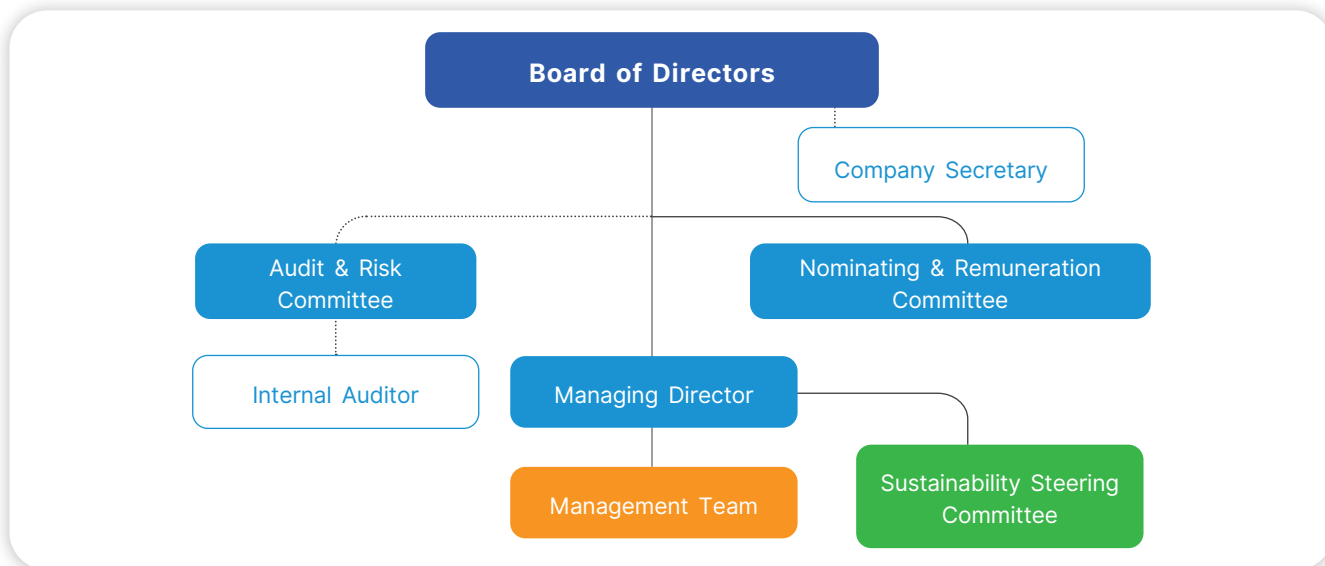 Board of Directors
Company Secretary
Audit & Risk
Committee
Nominating & Remuneration
Committee
Internal Auditor
Managing Director
Management Team
Sustainability Steering
Committee